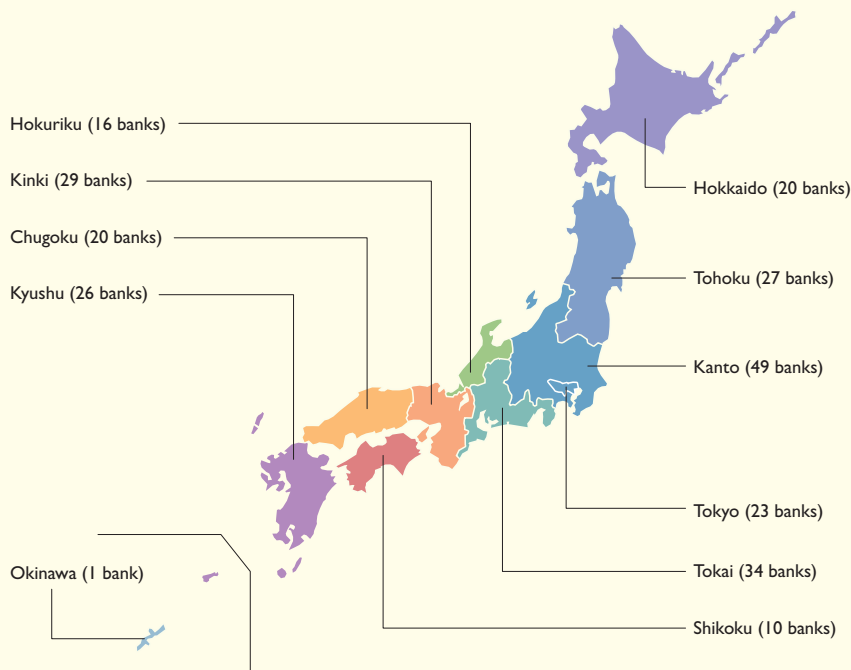 Hokuriku (16 banks)
Kinki (29 banks)
Chugoku (20 banks)
Kyushu (26 banks)
Okinawa (1 bank)
Hokkaido (20 banks)
Tohoku (27 banks)
Kanto (49 banks)
Tokyo (23 banks)
Tokai (34 banks)
Shikoku (10 banks)